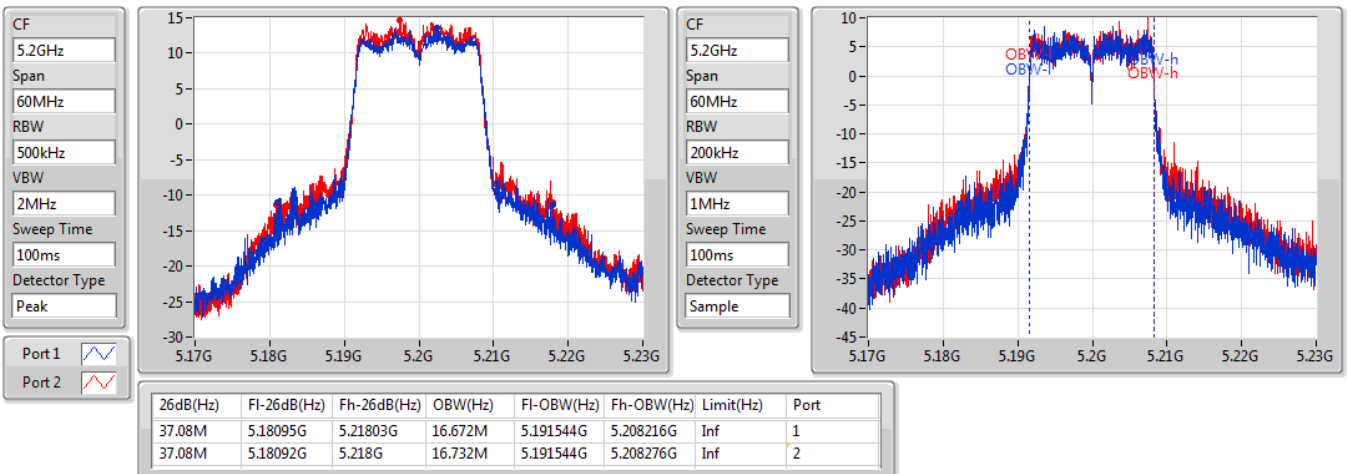 CF
5.2GHz
Span
60MHz
RBW
500kHz
VBW
2MHz
Sweep Time
100ms
Detector Type
Peak
Port 1
Port 2
15
10
5
0
-5
-10
-15
-20
-25
-30
5.17G 5.18G 5.19G 5.2G 5.21G 5.22G 5.23G
CF
5.2GHz
Span
60MHz
RBW
200kHz
VBW
1MHz
Sweep Time
100ms
Detector Type
Sample
10
5
0
-5
-10
-15
-20
-25
-30
-35
-40
-45
OBW-l
OBW-h
OBW-h
5.17G 5.18G 5.19G 5.2G 5.21G 5.22G 5.23G
26dB(Hz) Fl-26dB(Hz) Fh-26dB(Hz) OBW(Hz) Fl-OBW(Hz) Fh-OBW(Hz) Limit(Hz) Port
37.08M 5.18095G 5.21803G 16.672M 5.191544G 5.208216G Inf 1
37.08M 5.18092G 5.218G 16.732M 5.191544G 5.208276G Inf 2